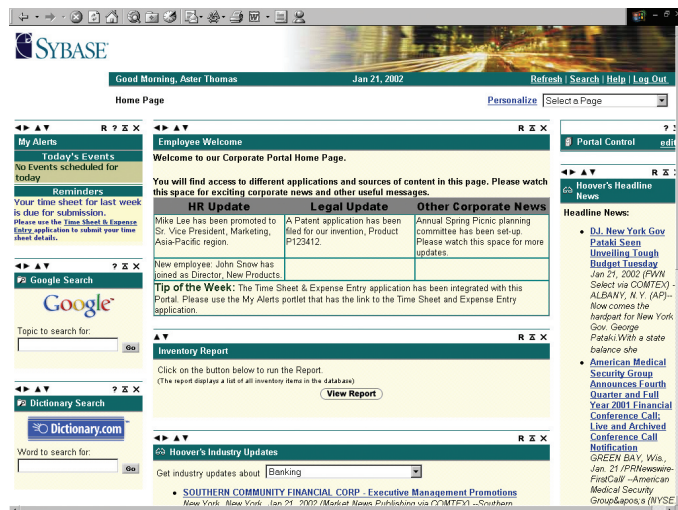 SYBASE
Good Morning, Aster Thomas
Jan 21, 2002
Refresh | Search | Help | Log Out
Home Page
Personalize
Select a Page
R ? X
My Alerts
Today's Events
No Events scheduled for
today
Reminders
Your time sheet for last week
is due for submission.
Please use the Time Sheet & Expense
Entry application to submit your time
sheet details.
? X
Google Search
Google
Topic to search for:
Go
? X
Dictionary Search
Dictionary.com
Word to search for:
Go
R X
Employee Welcome
Welcome to our Corporate Portal Home Page.
You will find access to different applications and sources of content in this page. Please watch
this space for exciting corporate news and other useful messages.
HR Update
Legal Update
Other Corporate News
Mike Lee has been promoted to
Sr. Vice President, Marketing,
Asia-Pacific region.
A Patent application has been
filed for our invention, Product
P123412.
Annual Spring Picnic planning
committee has been set-up.
Please watch this space for more
updates.
New employee: John Snow has
joined as Director, New Products.
Tip of the Week: The Time Sheet & Expense Entry application has been integrated with this
Portal. Please use the My Alerts portlet that has the link to the Time Sheet and Expense Entry
application.
R X
Inventory Report
Click on the button below to run the Report.
(The report displays a list of all inventory items in the database)
View Report
R X
Hoover's Industry Updates
Get industry updates about
Banking
SOUTHERN COMMUNITY FINANCIAL CORP - Executive Management Promotions
New York, New York, Jan 21, 2002 (Market News Publishing via COMTEX) --Southern
?
Portal Control
edit
R
Hoover's Headline
News
Headline News:
D.J. New York Gov
Pataki Seen
Unveiling Tough
Budget Tuesday
Jan 21, 2002 (FWN
Select via COMTEX) -
ALBANY, N.Y. (AP)--
Now comes the
hardpart for New York
Gov. George
Pataki.With a state
balance she
American Medical
Security Group
Announces Fourth
Quarter and Full
Year 2001 Financial
Conference Call;
Live and Archived
Conference Call
Notification
GREEN BAY, Wis.,
Jan. 21 /PRNewswire-
FirstCall/ --American
Medical Security
Group&apos;s (NYSE